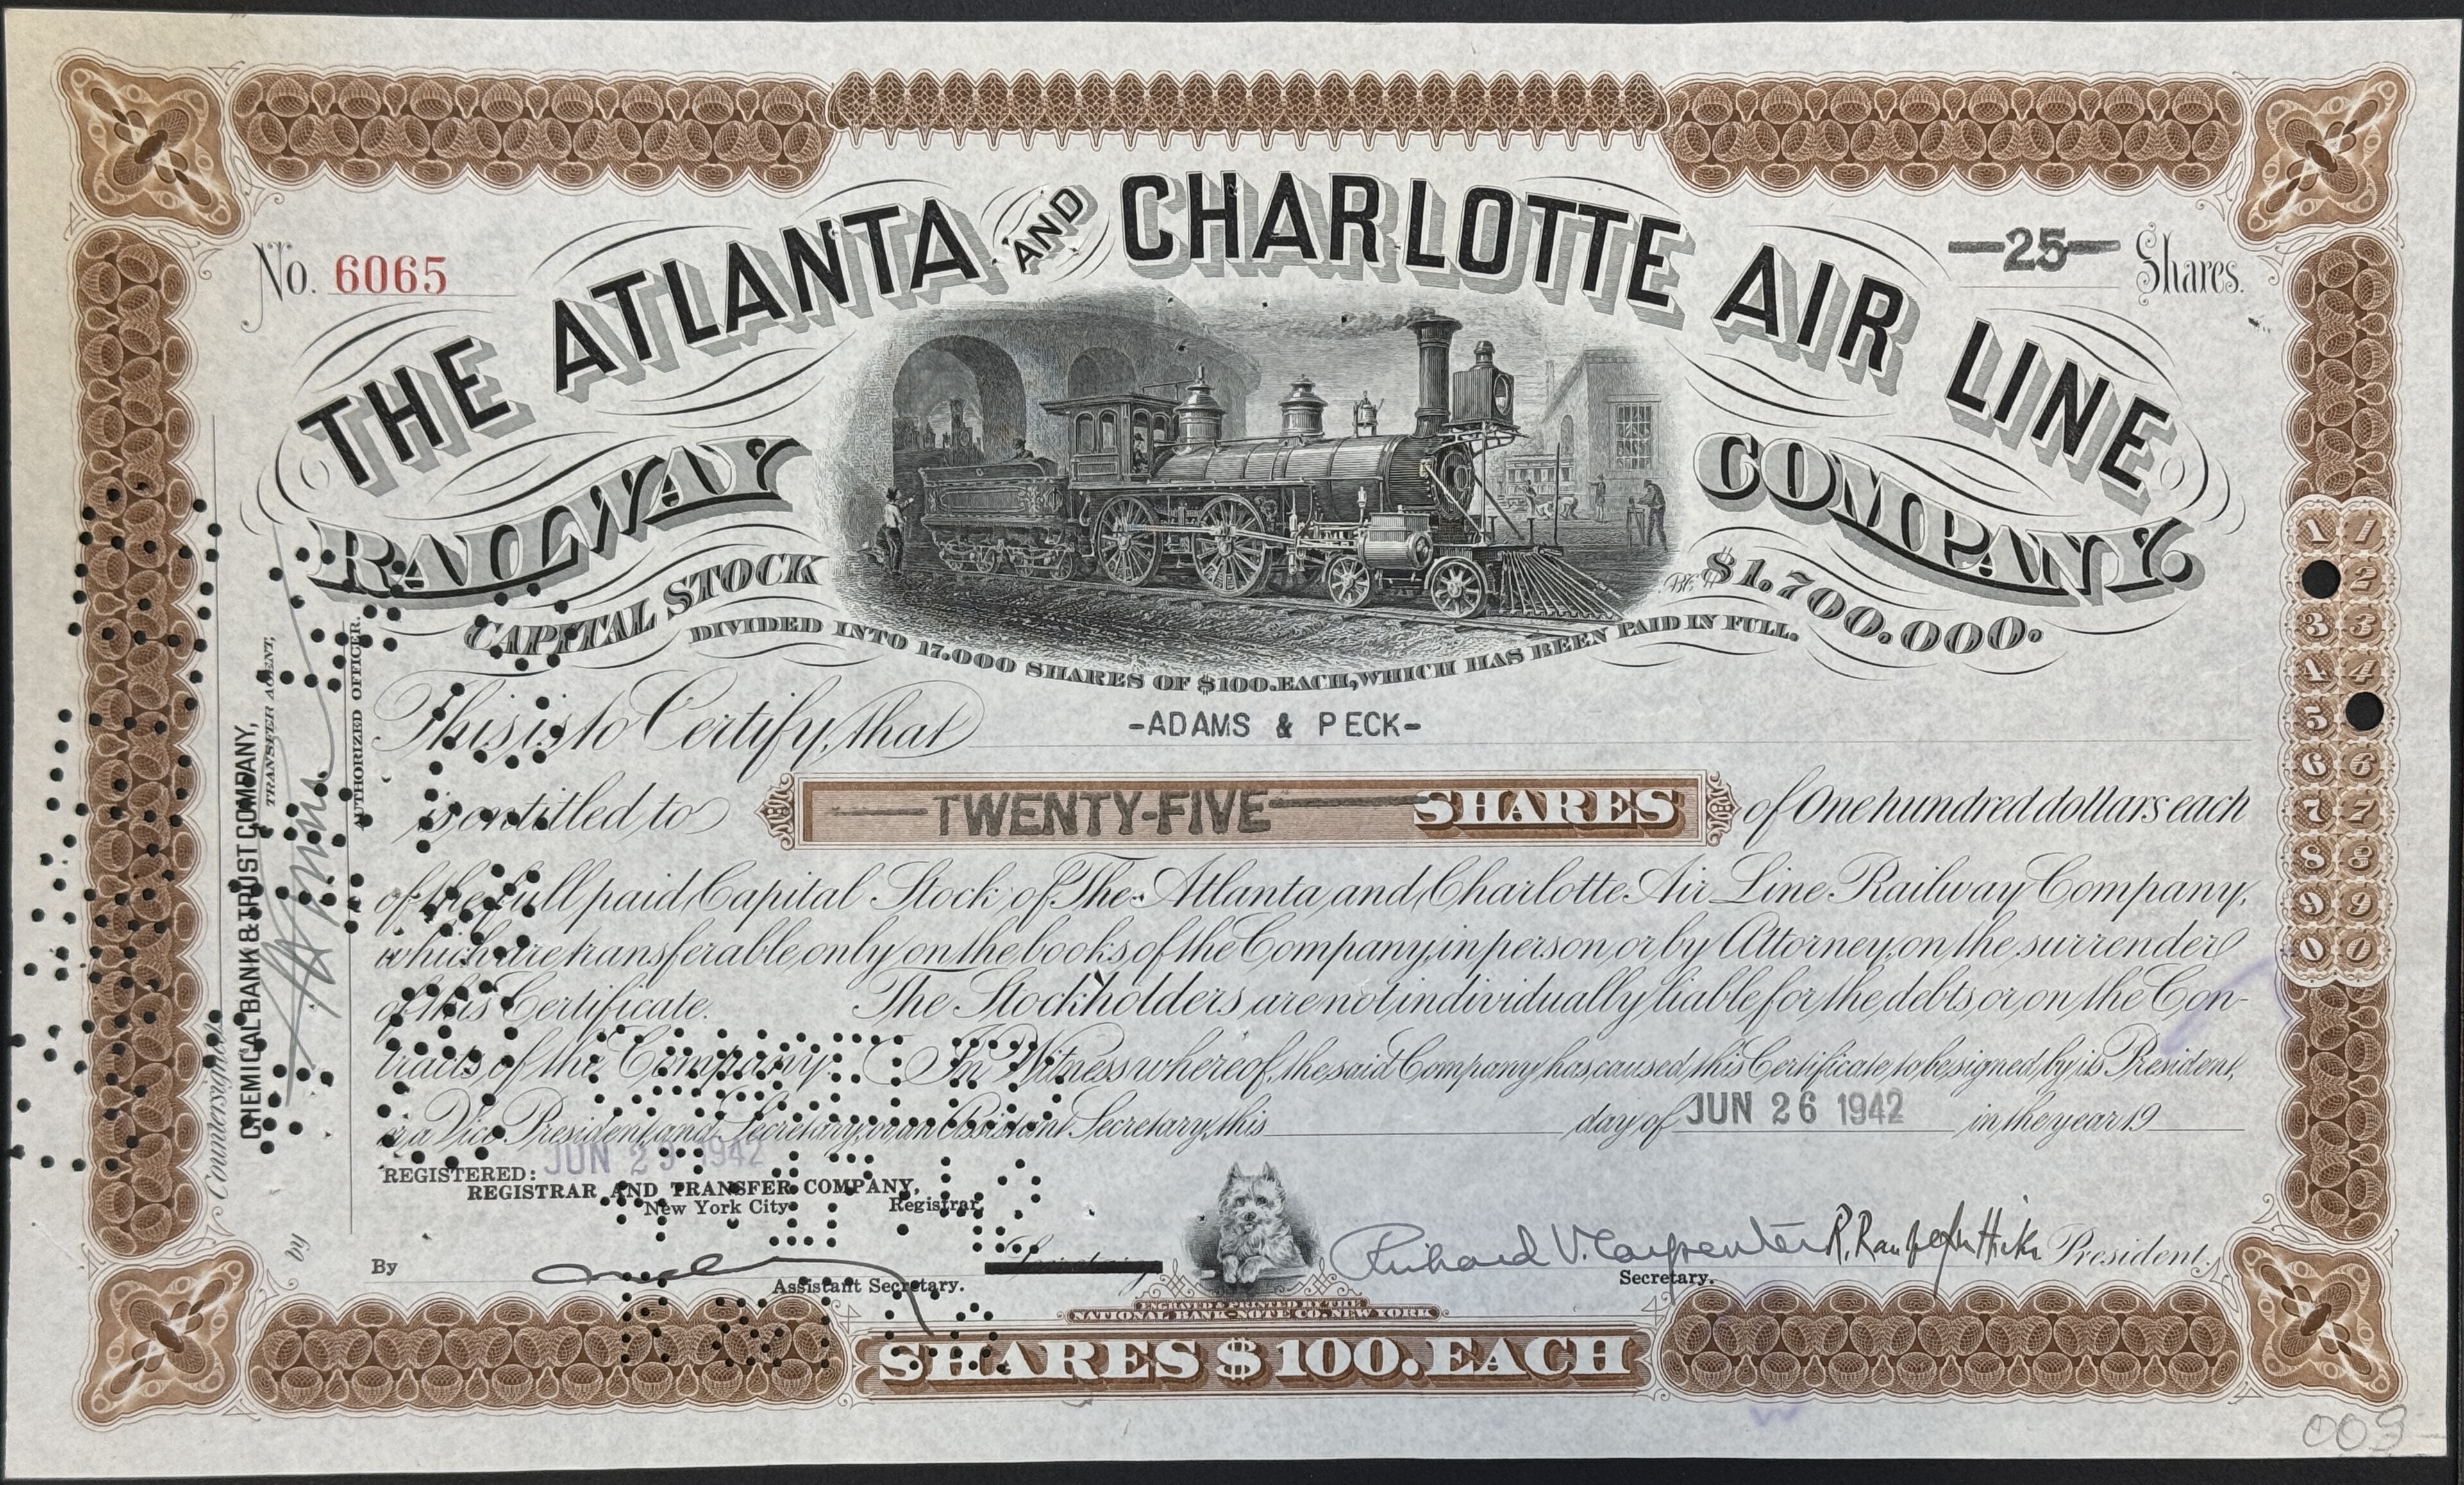 No. 6065
—25— Shares.
THE ATLANTA AND CHARLOTTE AIR LINE
RAILWAY COMPANY.
CAPITAL STOCK $1.700.000.
DIVIDED INTO 17.000 SHARES OF $100.EACH, WHICH HAS BEEN PAID IN FULL.
This is to Certify, that -ADAMS & PECK-
is entitled to TWENTY-FIVE SHARES of One hundred dollars each
of the full paid Capital Stock of The Atlanta and Charlotte Air Line Railway Company,
which are transferable only on the books of the Company, in person or by Attorney, on the surrender
of this Certificate. The Stockholders are not individually liable for the debts, or on the Con-
tracts of the Company. In Witness whereof, the said Company has caused this Certificate to be signed by its President,
or a Vice President, and Secretary, or an Assistant Secretary, this day of JUN 26 1942 in the year 19
REGISTERED: JUN 29 1942
REGISTRAR AND TRANSFER COMPANY,
New York City Registrar,
By
Assistant Secretary.
Richard V. Carpenter
Secretary.
R. Randolph Hicks President.
ENGRAVED & PRINTED BY THE
NATIONAL BANK-NOTE CO. NEW YORK
SHARES $100. EACH
Countersigned
CHEMICAL BANK & TRUST COMPANY,
TRANSFER AGENT,
by
AUTHORIZED OFFICER.
1 1
2
3 3
4 4
5
6 6
7 7
8 8
9 9
0 0
003